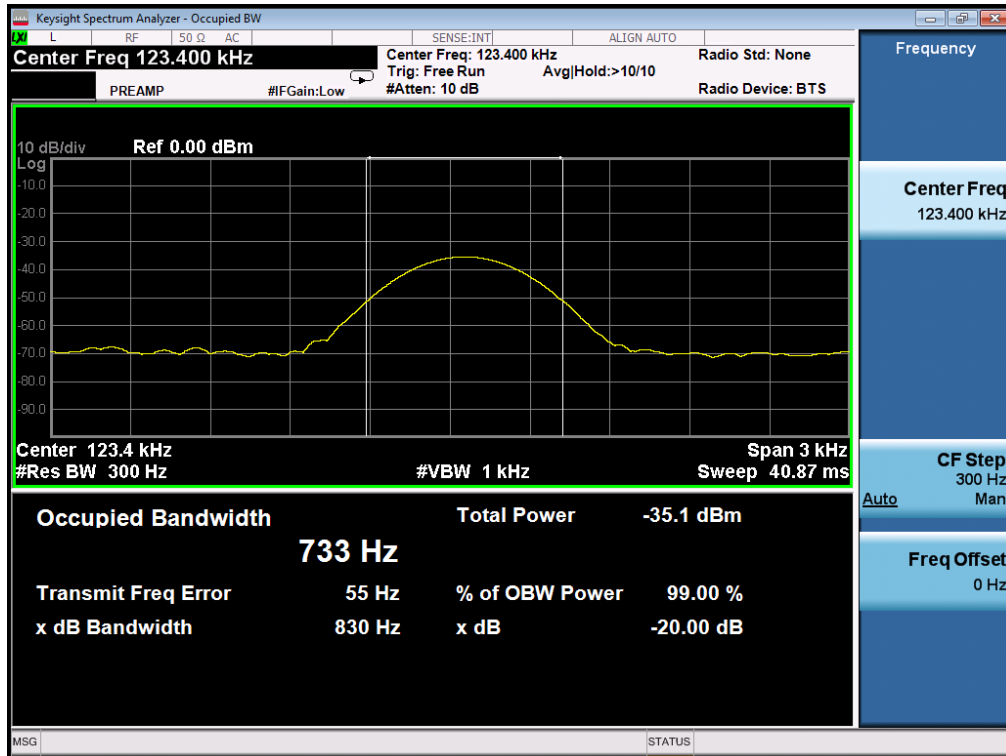 Keysight Spectrum Analyzer - Occupied BW
LXI L RF 50 Ω AC SENSE:INT ALIGN AUTO
Center Freq 123.400 kHz
Center Freq: 123.400 kHz Radio Std: None
Trig: Free Run Avg|Hold:>10/10
PREAMP #IFGain:Low #Atten: 10 dB Radio Device: BTS
10 dB/div Ref 0.00 dBm
Log
-10.0
-20.0
-30.0
-40.0
-50.0
-60.0
-70.0
-80.0
-90.0
Center 123.4 kHz Span 3 kHz
#Res BW 300 Hz #VBW 1 kHz Sweep 40.87 ms
Occupied Bandwidth Total Power -35.1 dBm
733 Hz
Transmit Freq Error 55 Hz % of OBW Power 99.00 %
x dB Bandwidth 830 Hz x dB -20.00 dB
MSG STATUS
Frequency
Center Freq
123.400 kHz
CF Step
300 Hz
Auto Man
Freq Offset
0 Hz